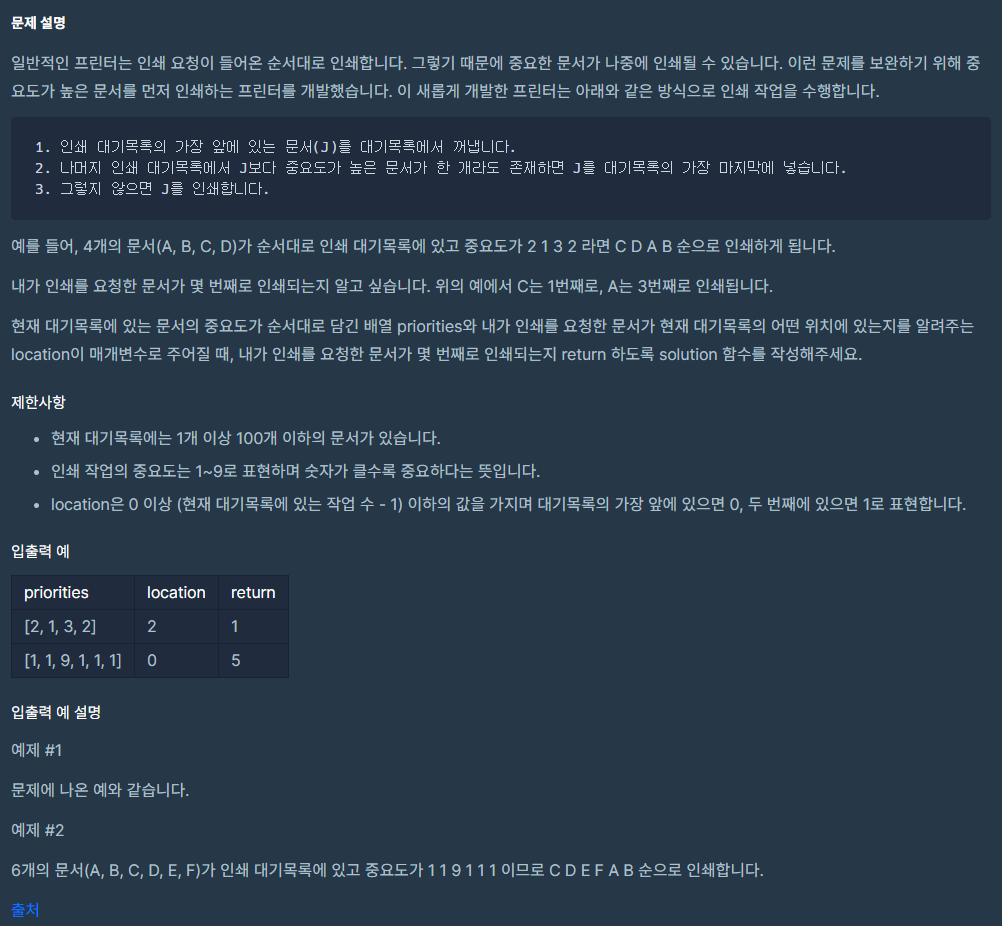 문제 설명
일반적인 프린터는 인쇄 요청이 들어온 순서대로 인쇄합니다. 그렇기 때문에 중요한 문서가 나중에 인쇄될 수 있습니다. 이런 문제를 보완하기 위해 중
요도가 높은 문서를 먼저 인쇄하는 프린터를 개발했습니다. 이 새롭게 개발한 프린터는 아래와 같은 방식으로 인쇄 작업을 수행합니다.
1. 인쇄 대기목록의 가장 앞에 있는 문서(J)를 대기목록에서 꺼냅니다.
2. 나머지 인쇄 대기목록에서 J보다 중요도가 높은 문서가 한 개라도 존재하면 J를 대기목록의 가장 마지막에 넣습니다.
3. 그렇지 않으면 J를 인쇄합니다.
예를 들어, 4개의 문서(A, B, C, D)가 순서대로 인쇄 대기목록에 있고 중요도가 2 1 3 2 라면 C D A B 순으로 인쇄하게 됩니다.
내가 인쇄를 요청한 문서가 몇 번째로 인쇄되는지 알고 싶습니다. 위의 예에서 C는 1번째로, A는 3번째로 인쇄됩니다.
현재 대기목록에 있는 문서의 중요도가 순서대로 담긴 배열 priorities와 내가 인쇄를 요청한 문서가 현재 대기목록의 어떤 위치에 있는지를 알려주는
location이 매개변수로 주어질 때, 내가 인쇄를 요청한 문서가 몇 번째로 인쇄되는지 return 하도록 solution 함수를 작성해주세요.
제한사항
• 현재 대기목록에는 1개 이상 100개 이하의 문서가 있습니다.
• 인쇄 작업의 중요도는 1~9로 표현하며 숫자가 클수록 중요하다는 뜻입니다.
• location은 0 이상 (현재 대기목록에 있는 작업 수 - 1) 이하의 값을 가지며 대기목록의 가장 앞에 있으면 0, 두 번째에 있으면 1로 표현합니다.
입출력 예
priorities location return
[2, 1, 3, 2] 2 1
[1, 1, 9, 1, 1, 1] 0 5
입출력 예 설명
예제 #1
문제에 나온 예와 같습니다.
예제 #2
6개의 문서(A, B, C, D, E, F)가 인쇄 대기목록에 있고 중요도가 1 1 9 1 1 1 이므로 C D E F A B 순으로 인쇄합니다.
출처